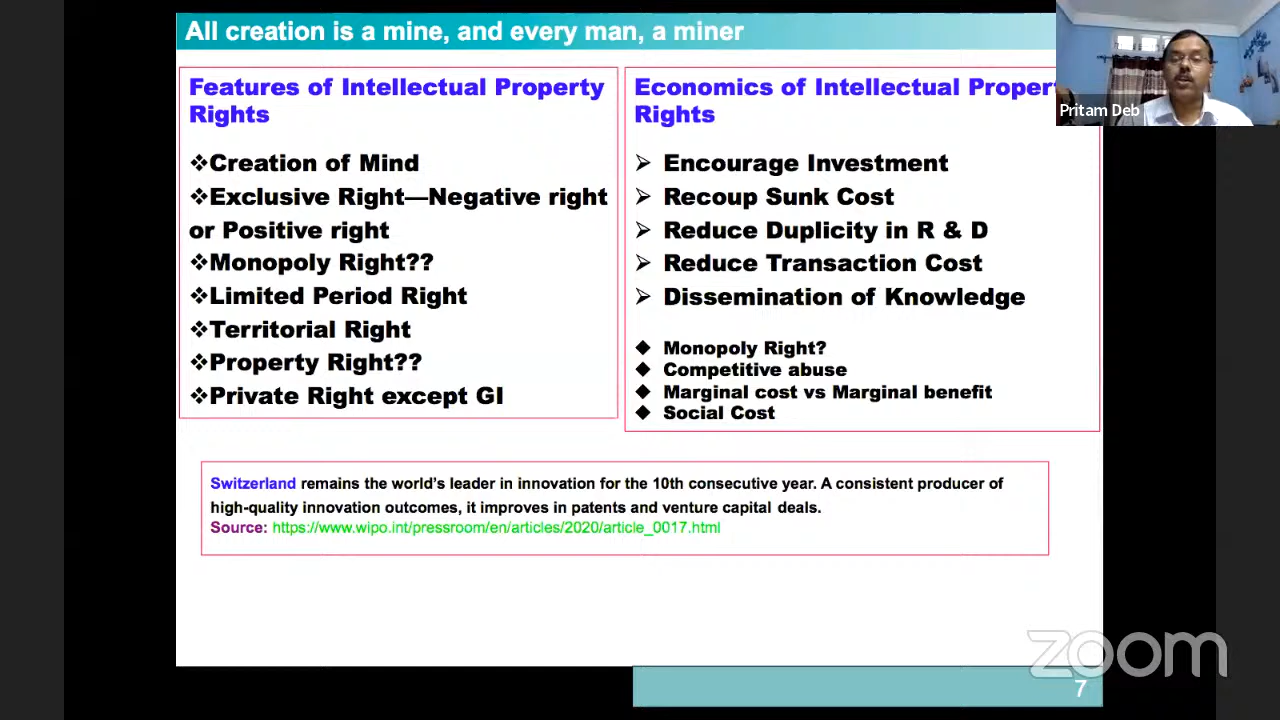 All creation is a mine, and every man, a miner
Features of Intellectual Property
Rights
❖Creation of Mind
❖Exclusive Right—Negative right
or Positive right
❖Monopoly Right??
❖Limited Period Right
❖Territorial Right
❖Property Right??
❖Private Right except GI
Economics of Intellectual Proper
Rights
➢ Encourage Investment
➢ Recoup Sunk Cost
➢ Reduce Duplicity in R & D
➢ Reduce Transaction Cost
➢ Dissemination of Knowledge
◆ Monopoly Right?
◆ Competitive abuse
◆ Marginal cost vs Marginal benefit
◆ Social Cost
Pritam Deb
Switzerland remains the world's leader in innovation for the 10th consecutive year. A consistent producer of
high-quality innovation outcomes, it improves in patents and venture capital deals.
Source: https://www.wipo.int/pressroom/en/articles/2020/article_0017.html
zoom
7